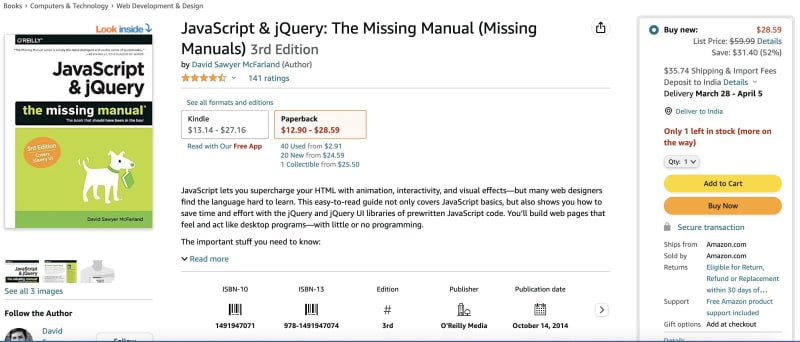 Books › Computers & Technology › Web Development & Design
Look inside
O'REILLY
JavaScript
& jQuery
the missing manual
The book that should have been in the box
3rd Edition
Covers
jQuery UI
David Sawyer McFarland
See all 3 images
Follow the Author
David
JavaScript & jQuery: The Missing Manual (Missing
Manuals) 3rd Edition
by David Sawyer McFarland (Author)
141 ratings
See all formats and editions
Kindle
$13.14 - $27.16
Paperback
$12.90 - $28.59
Read with Our Free App
40 Used from $2.91
20 New from $24.59
1 Collectible from $25.50
JavaScript lets you supercharge your HTML with animation, interactivity, and visual effects—but many web designers
find the language hard to learn. This easy-to-read guide not only covers JavaScript basics, but also shows you how to
save time and effort with the jQuery and jQuery UI libraries of prewritten JavaScript code. You'll build web pages that
feel and act like desktop programs—with little or no programming.
The important stuff you need to know:
Read more
ISBN-10
1491947071
ISBN-13
978-1491947074
Edition
#
3rd
Publisher
O'Reilly Media
Publication date
October 14, 2014
Buy new:
$28.59
List Price: $59.99 Details
Save: $31.40 (52%)
$35.74 Shipping & Import Fees
Deposit to India Details
Delivery March 28 - April 5
Deliver to India
Only 1 left in stock (more on
the way)
Qty: 1
Add to Cart
Buy Now
Secure transaction
Ships from Amazon.com
Sold by Amazon.com
Returns Eligible for Return,
Refund or Replacement
within 30 days of...
Support Free Amazon product
support included
Gift options Add at checkout